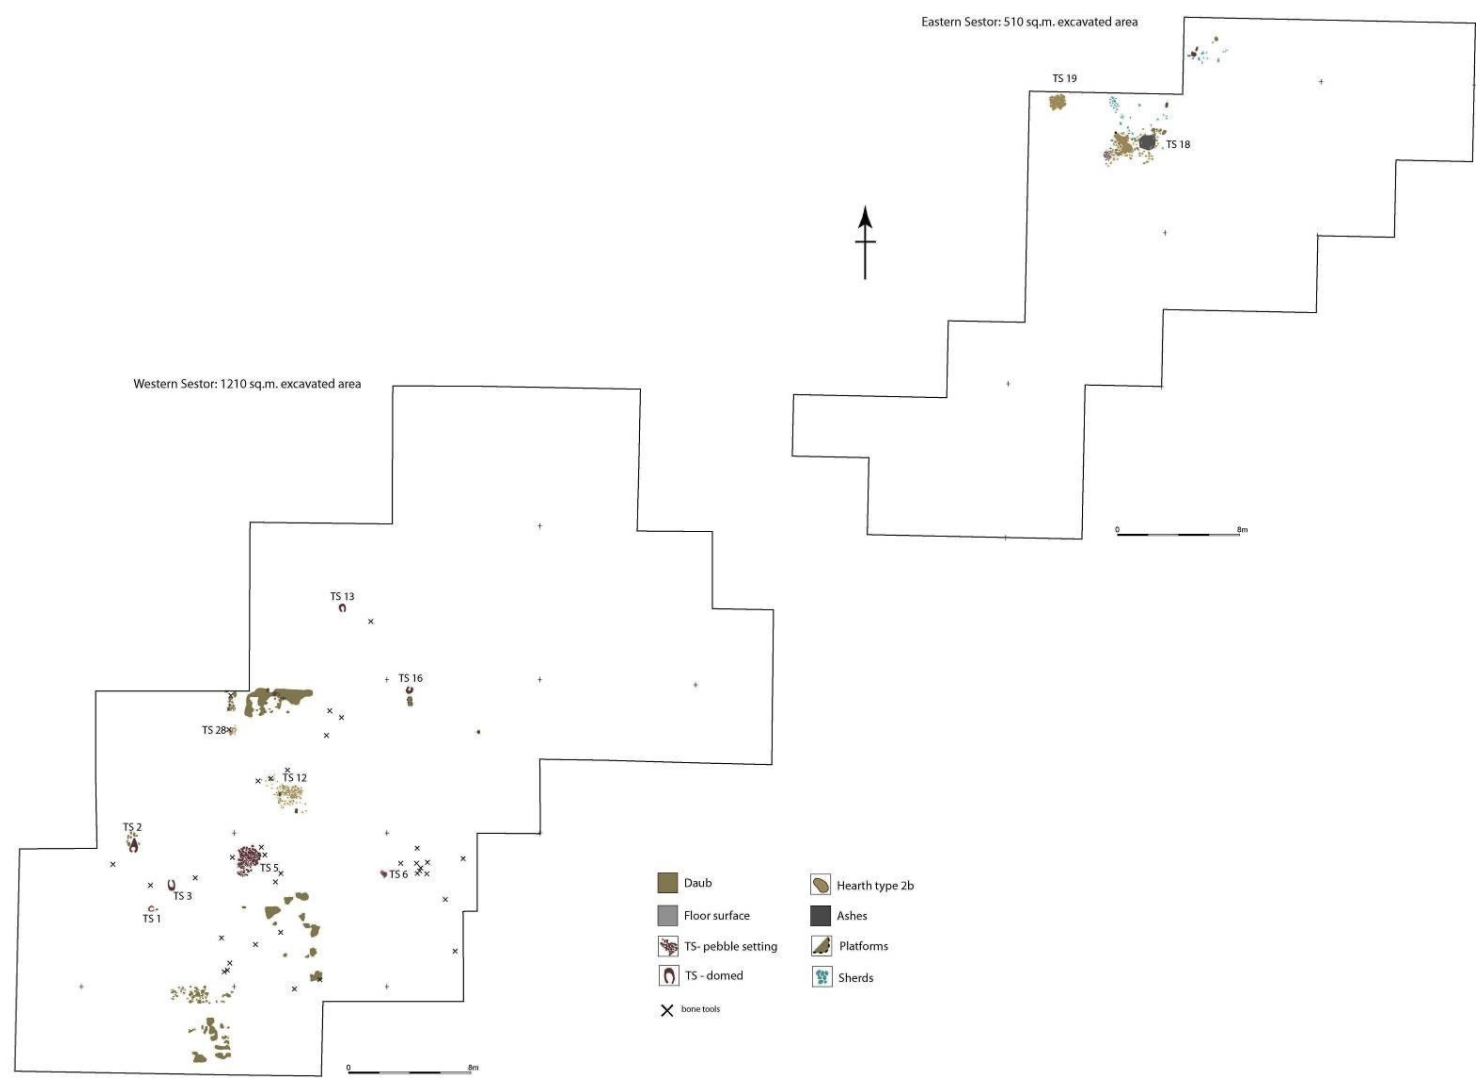 Eastern Sestor: 510 sq.m. excavated area
TS 19
TS 18
0 8m
Western Sestor: 1210 sq.m. excavated area
TS 13
TS 16
TS 28
TS 12
TS 2
TS 5
TS 6
TS 3
TS 1
Daub
Hearth type 2b
Floor surface
Ashes
TS- pebble setting
Platforms
TS - domed
Sherds
bone tools
0 8m